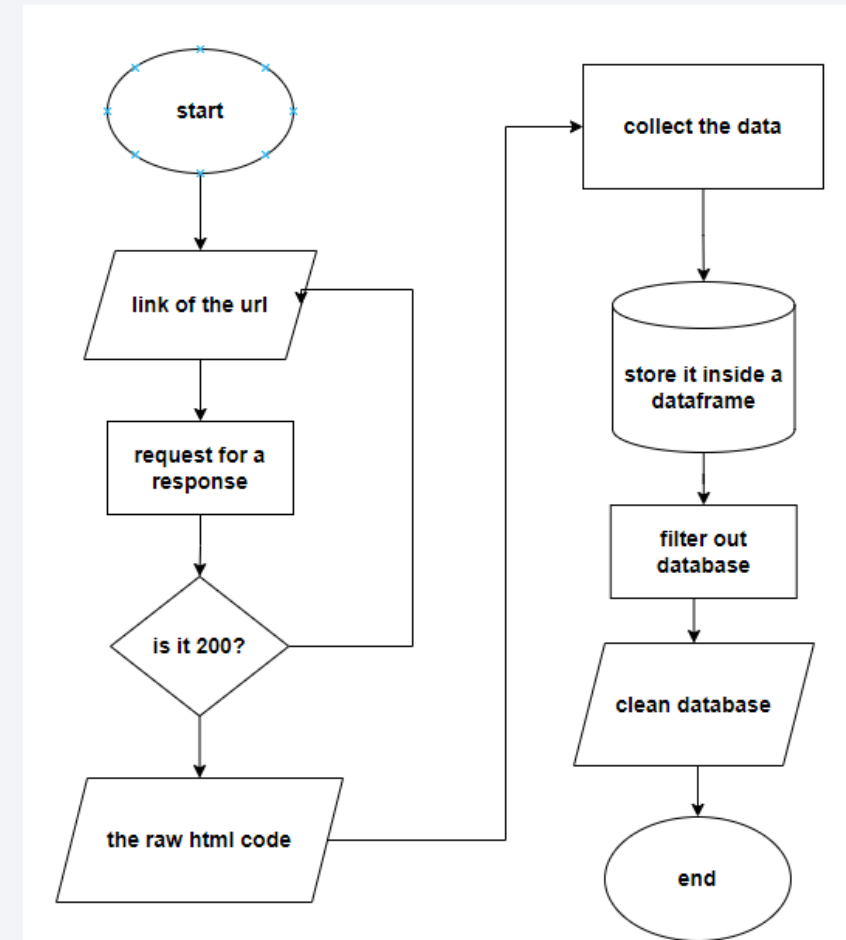 start
link of the url
request for a
response
is it 200?
the raw html code
collect the data
store it inside a
dataframe
filter out
database
clean database
end